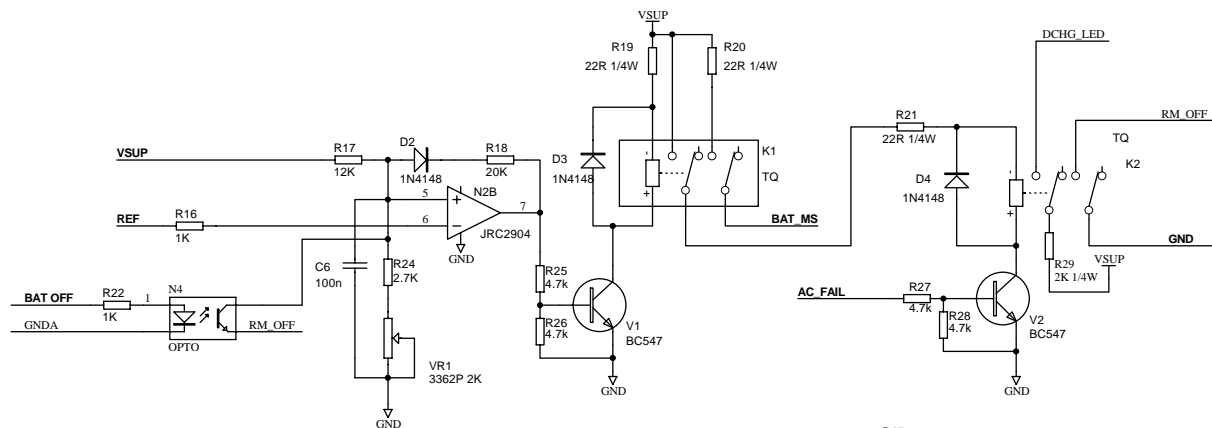 VSUP
DCHG_LED
R19
22R 1/4W
R20
22R 1/4W
R21
22R 1/4W
RM_OFF
TQ
K2
VSUP
R17
12K
D2
1N4148
R18
20K
D3
1N4148
-
+
K1
TQ
D4
1N4148
-
+
5
+
N2B
7
6
-
JRC2904
GND
REF
R16
1K
BAT_MS
GND
R29
2K 1/4W
VSUP
C6
100n
R24
2.7K
R25
4.7k
R26
4.7k
V1
BC547
GND
BAT OFF
R22
1K
1
N4
GNDA
RM_OFF
OPTO
VR1
3362P 2K
GND
AC_FAIL
R27
4.7k
R28
4.7k
V2
BC547
GND